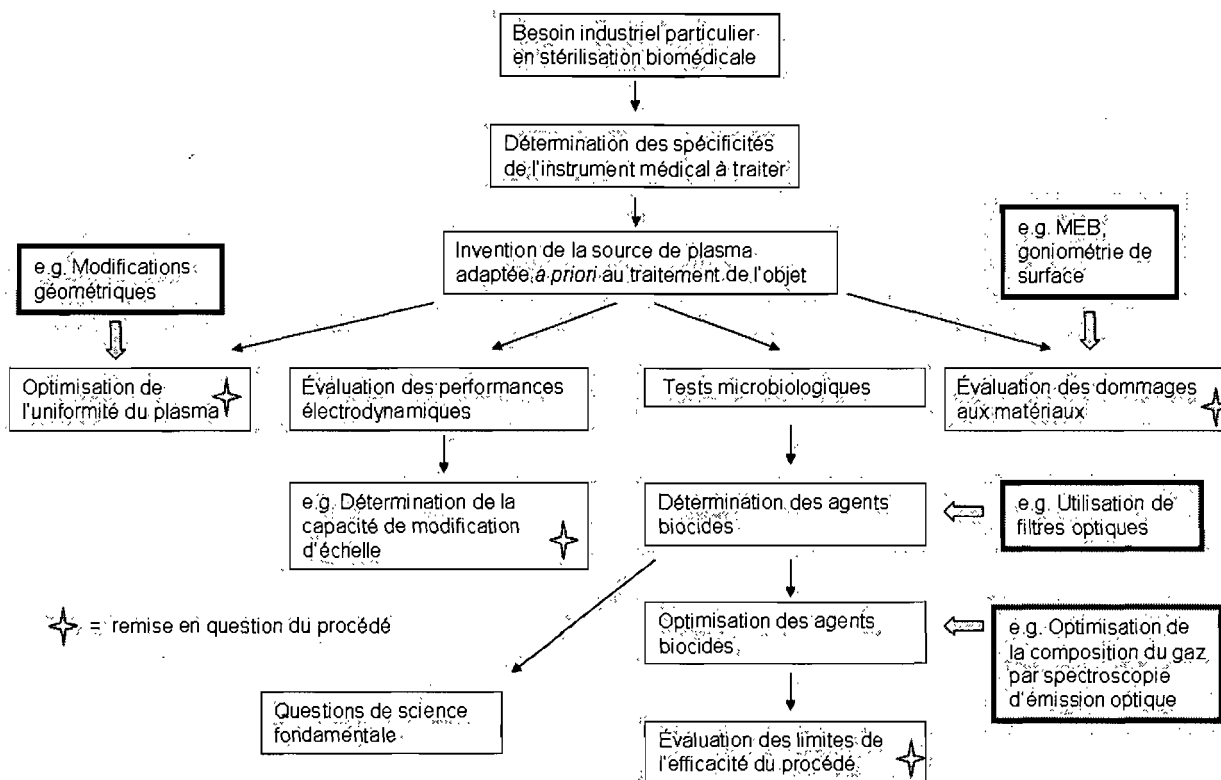 Besoin industriel particulier
en stérilisation biomédicale
Détermination des spécificités
de l'instrument médical à traiter
Invention de la source de plasma
adaptée a priori au traitement de l'objet
e.g. Modifications
géométriques
e.g. MEB,
goniométrie de
surface
Optimisation de
l'uniformité du plasma
Évaluation des performances
électrodynamiques
Tests microbiologiques
Évaluation des dommages
aux matériaux
e.g. Détermination de la
capacité de modification
d'échelle
Détermination des agents
biocides
e.g. Utilisation de
filtres optiques
= remise en question du procédé
Optimisation des agents
biocides
e.g. Optimisation de
la composition du gaz
par spectroscopie
d'émission optique
Questions de science
fondamentale
Évaluation des limites de
l'efficacité du procédé